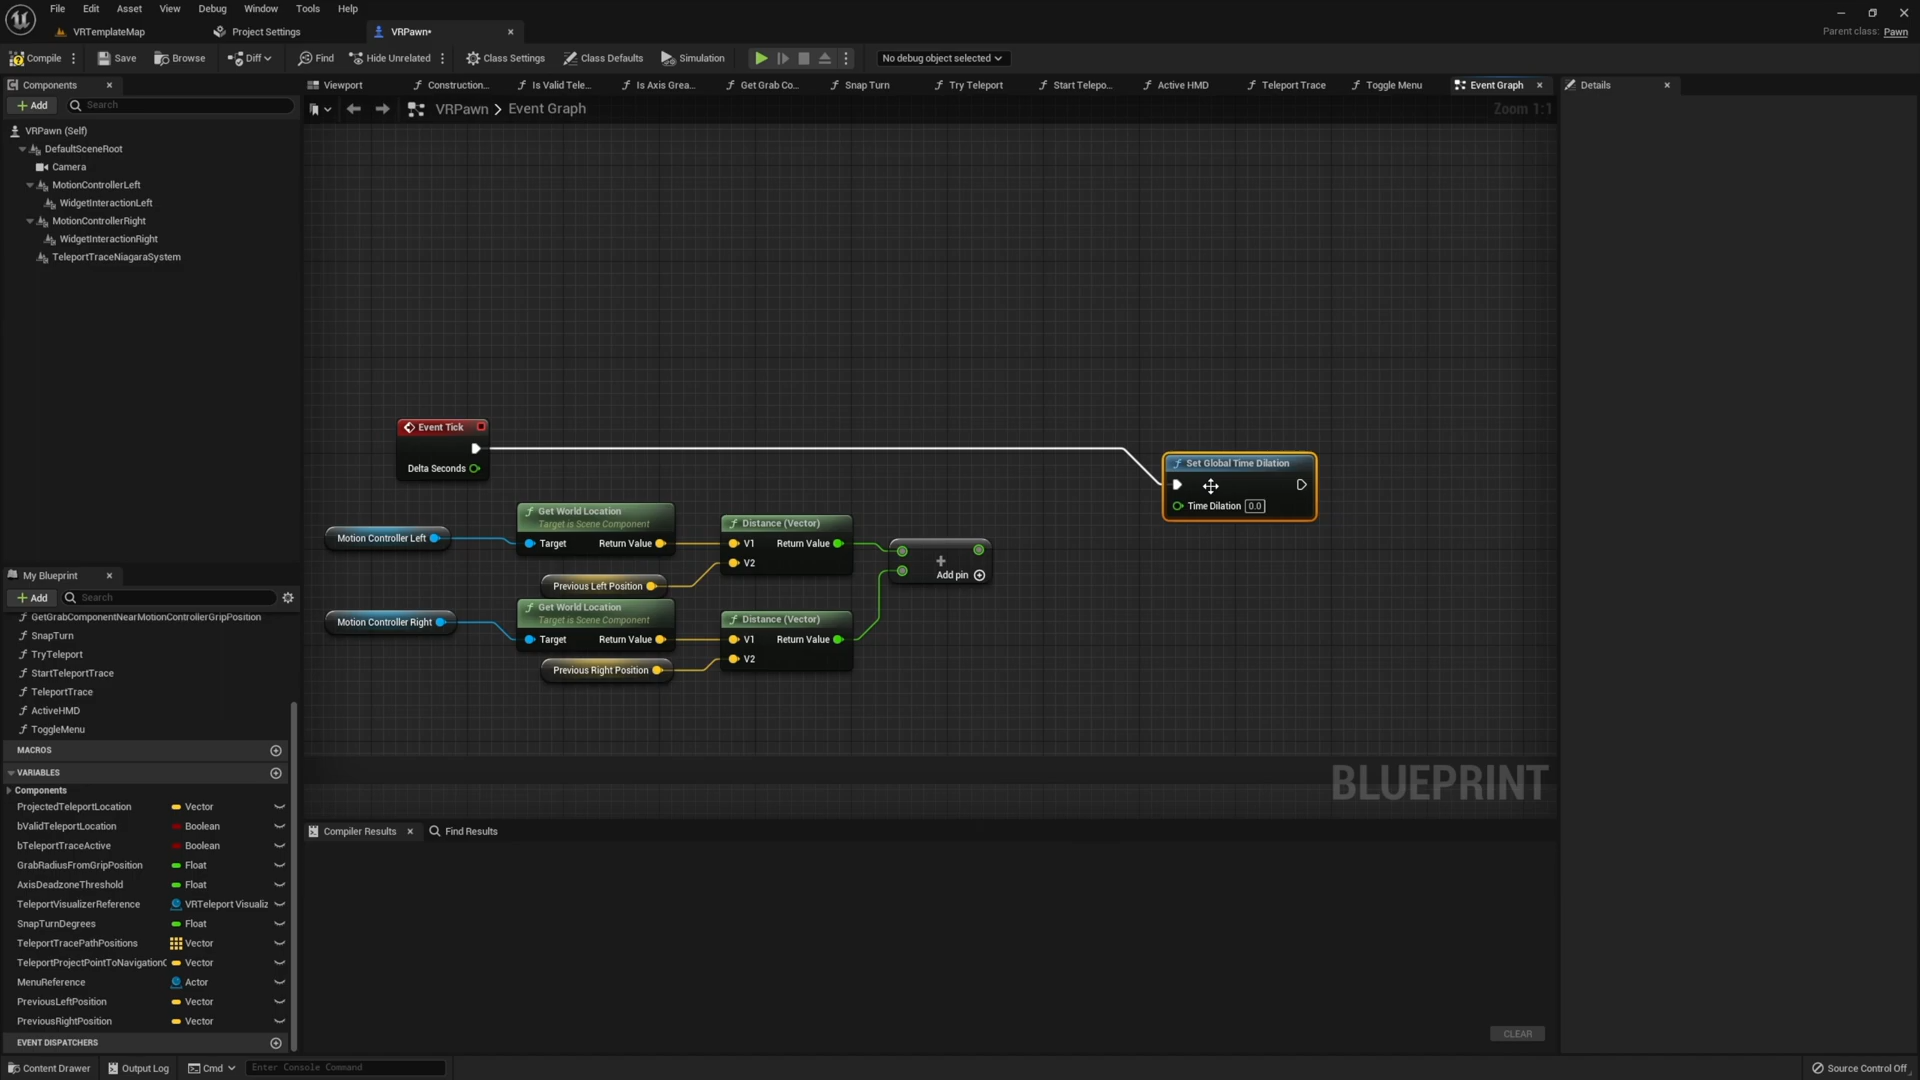 File Edit Asset View Debug Window Tools Help
VRTemplateMap Project Settings VRPawn•
Parent class: Pawn
Compile Save Browse Diff Find Hide Unrelated Class Settings Class Defaults Simulation No debug object selected
Components Viewport Construction... Is Valid Tele... Is Axis Grea... Get Grab Co... Snap Turn Try Teleport Start Telepo... Active HMD Teleport Trace Toggle Menu Event Graph Details
Add Search
VRPawn > Event Graph
Zoom 1:1
VRPawn (Self)
DefaultSceneRoot
Camera
MotionControllerLeft
WidgetInteractionLeft
MotionControllerRight
WidgetInteractionRight
TeleportTraceNiagaraSystem
Event Tick
Delta Seconds
Set Global Time Dilation
Time Dilation 0.0
Get World Location
Target is Scene Component
Target Return Value
Motion Controller Left
Distance (Vector)
V1 Return Value
V2
Previous Left Position
Add pin
Get World Location
Target is Scene Component
Target Return Value
Motion Controller Right
Distance (Vector)
V1 Return Value
V2
Previous Right Position
BLUEPRINT
My Blueprint
Add Search
GetGrabComponentNearMotionControllerGripPosition
SnapTurn
TryTeleport
StartTeleportTrace
TeleportTrace
ActiveHMD
ToggleMenu
MACROS
VARIABLES
Components
ProjectedTeleportLocation Vector
bValidTeleportLocation Boolean
bTeleportTraceActive Boolean
GrabRadiusFromGripPosition Float
AxisDeadzoneThreshold Float
TeleportVisualizerReference VRTeleport Visualiz
SnapTurnDegrees Float
TeleportTracePathPositions Vector
TeleportProjectPointToNavigation Vector
MenuReference Actor
PreviousLeftPosition Vector
PreviousRightPosition Vector
EVENT DISPATCHERS
Compiler Results Find Results
CLEAR
Content Drawer Output Log Cmd Enter Console Command
Source Control Off